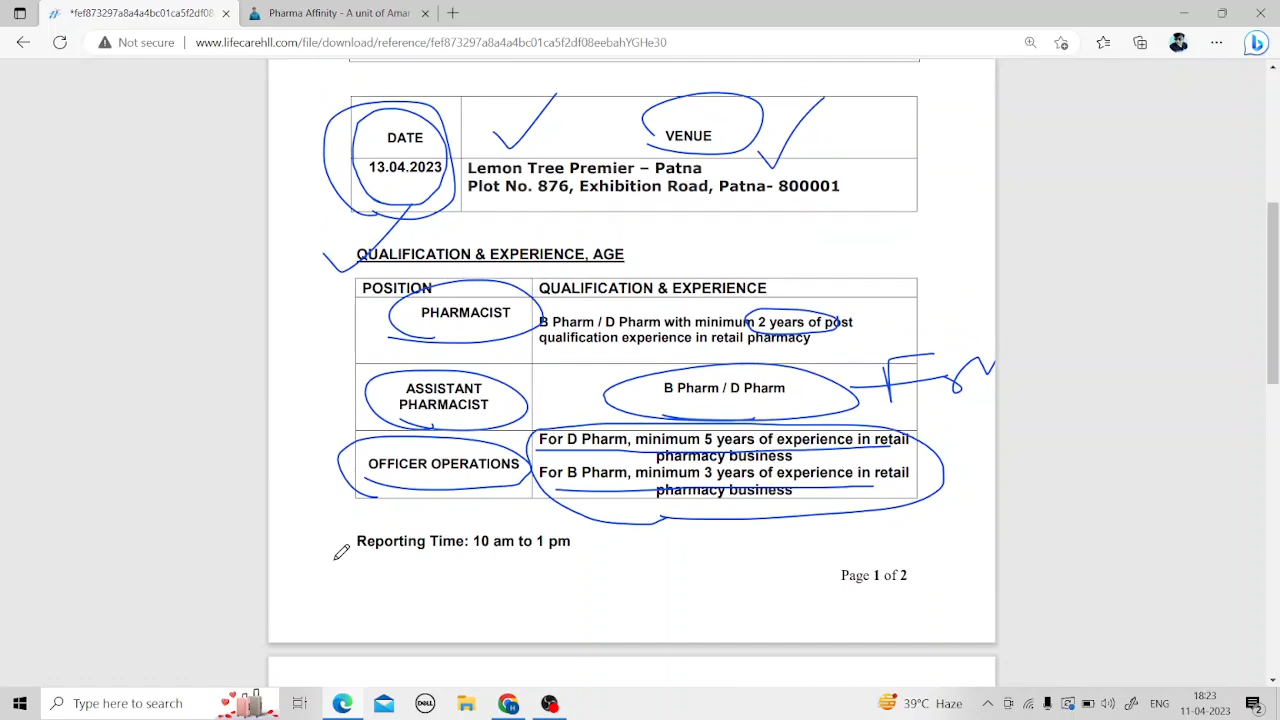 *fef873297a8a4a4bc01ca5f2df08eebahY
Pharma Affinity - A unit of Amar
Not secure
www.lifecarehll.com/file/download/reference/fef873297a8a4a4bc01ca5f2df08eebahYGHe30
DATE
VENUE
13.04.2023
Lemon Tree Premier – Patna
Plot No. 876, Exhibition Road, Patna- 800001
QUALIFICATION & EXPERIENCE, AGE
POSITION
QUALIFICATION & EXPERIENCE
PHARMACIST
B Pharm / D Pharm with minimum 2 years of post
qualification experience in retail pharmacy
ASSISTANT
PHARMACIST
B Pharm / D Pharm
OFFICER OPERATIONS
For D Pharm, minimum 5 years of experience in retail
pharmacy business
For B Pharm, minimum 3 years of experience in retail
pharmacy business
Reporting Time: 10 am to 1 pm
Page 1 of 2
Type here to search
DELL
39°C Haze
ENG
18:23
11-04-2023
2